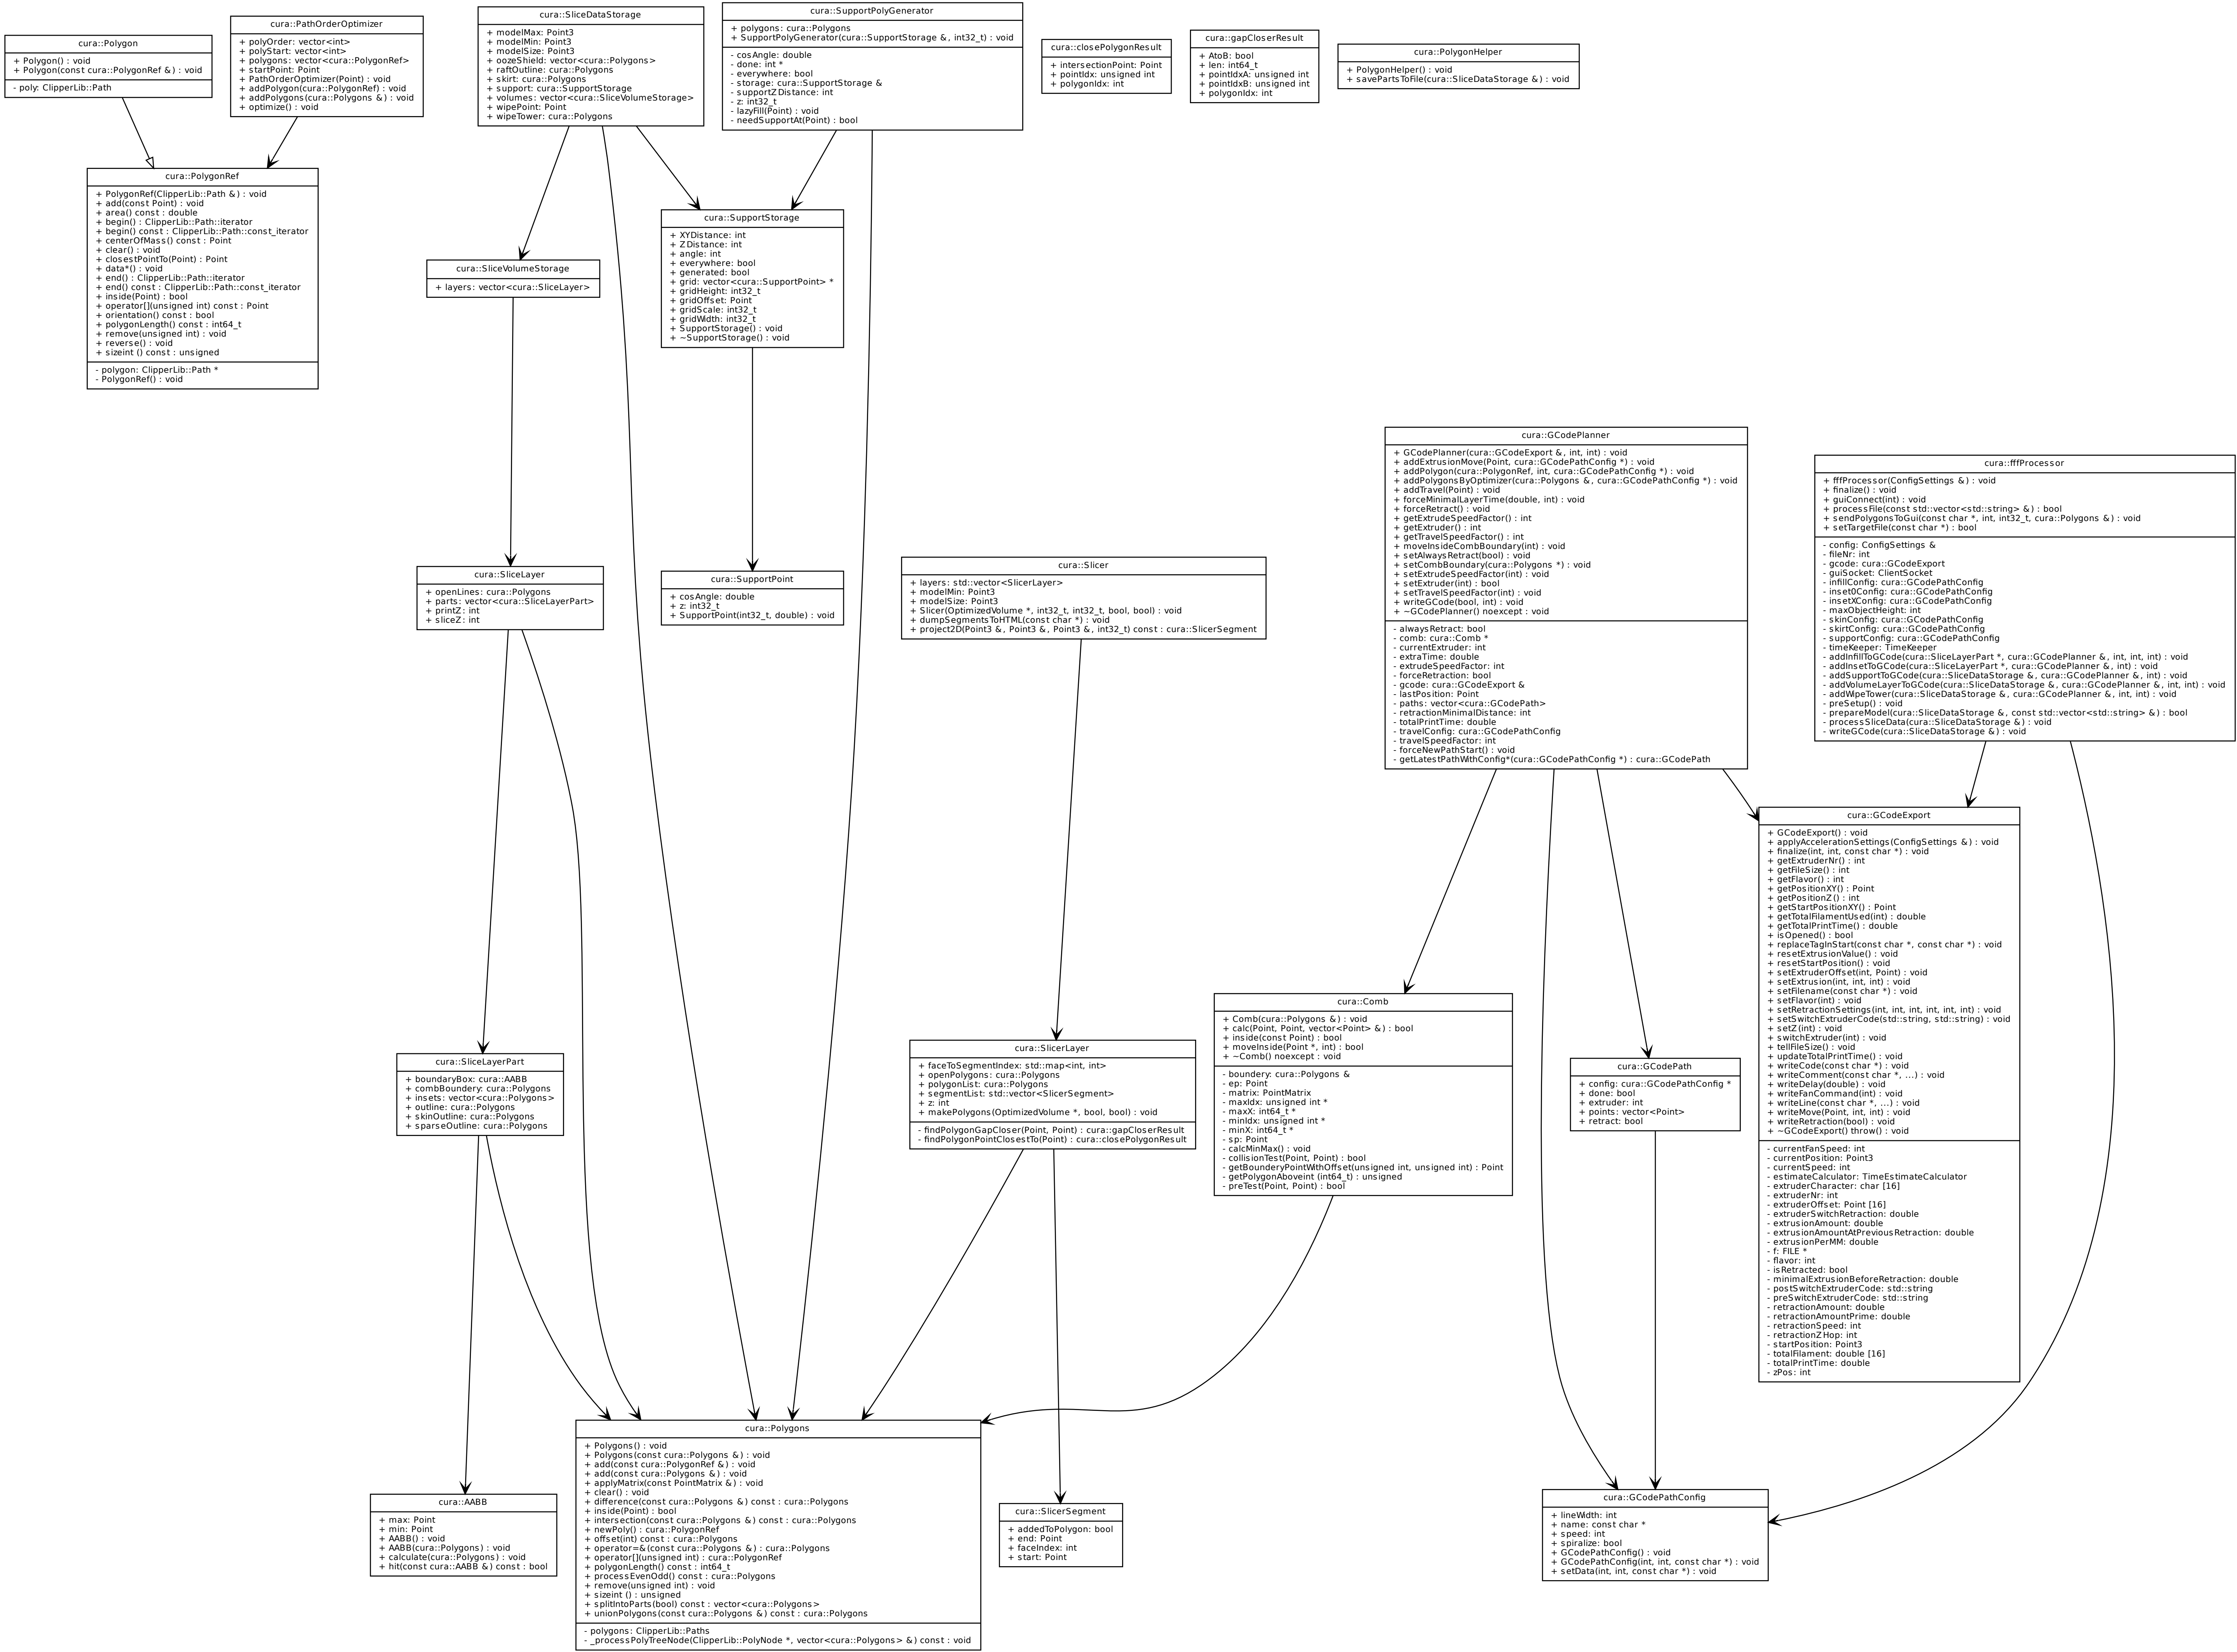 cura::Polygon
+ Polygon() : void
+ Polygon(const cura::PolygonRef &) : void
- poly: ClipperLib::Path
cura::PathOrderOptimizer
+ polyOrder: vector<int>
+ polyStart: vector<int>
+ polygons: vector<cura::PolygonRef>
+ startPoint: Point
+ PathOrderOptimizer(Point) : void
+ addPolygon(cura::PolygonRef) : void
+ addPolygons(cura::Polygons &) : void
+ optimize() : void
cura::SliceDataStorage
+ modelMax: Point3
+ modelMin: Point3
+ modelSize: Point3
+ oozeShield: vector<cura::Polygons>
+ raftOutline: cura::Polygons
+ skirt: cura::Polygons
+ support: cura::SupportStorage
+ volumes: vector<cura::SliceVolumeStorage>
+ wipePoint: Point
+ wipeTower: cura::Polygons
cura::SupportPolyGenerator
+ polygons: cura::Polygons
+ SupportPolyGenerator(cura::SupportStorage &, int32_t) : void
- cosAngle: double
- done: int *
- everywhere: bool
- storage: cura::SupportStorage &
- supportZDistance: int
- z: int32_t
- lazyFill(Point) : void
- needSupportAt(Point) : bool
cura::closePolygonResult
+ intersectionPoint: Point
+ pointIdx: unsigned int
+ polygonIdx: int
cura::gapCloserResult
+ AtoB: bool
+ len: int64_t
+ pointIdxA: unsigned int
+ pointIdxB: unsigned int
+ polygonIdx: int
cura::PolygonHelper
+ PolygonHelper() : void
+ savePartsToFile(cura::SliceDataStorage &) : void
cura::PolygonRef
+ PolygonRef(ClipperLib::Path &) : void
+ add(const Point) : void
+ area() const : double
+ begin() : ClipperLib::Path::iterator
+ begin() const : ClipperLib::Path::const_iterator
+ centerOfMass() const : Point
+ clear() : void
+ closestPointTo(Point) : Point
+ data*() : void
+ end() : ClipperLib::Path::iterator
+ end() const : ClipperLib::Path::const_iterator
+ inside(Point) : bool
+ operator[](unsigned int) const : Point
+ orientation() const : bool
+ polygonLength() const : int64_t
+ remove(unsigned int) : void
+ reverse() : void
+ sizeint () const : unsigned
- polygon: ClipperLib::Path *
- PolygonRef() : void
cura::SliceVolumeStorage
+ layers: vector<cura::SliceLayer>
cura::SupportStorage
+ XYDistance: int
+ ZDistance: int
+ angle: int
+ everywhere: bool
+ generated: bool
+ grid: vector<cura::SupportPoint> *
+ gridHeight: int32_t
+ gridOffset: Point
+ gridScale: int32_t
+ gridWidth: int32_t
+ SupportStorage() : void
+ ~SupportStorage() : void
cura::GCodePlanner
+ GCodePlanner(cura::GCodeExport &, int, int) : void
+ addExtrusionMove(Point, cura::GCodePathConfig *) : void
+ addPolygon(cura::PolygonRef, int, cura::GCodePathConfig *) : void
+ addPolygonsByOptimizer(cura::Polygons &, cura::GCodePathConfig *) : void
+ addTravel(Point) : void
+ forceMinimalLayerTime(double, int) : void
+ forceRetract() : void
+ getExtrudeSpeedFactor() : int
+ getExtruder() : int
+ getTravelSpeedFactor() : int
+ moveInsideCombBoundary(int) : void
+ setAlwaysRetract(bool) : void
+ setCombBoundary(cura::Polygons *) : void
+ setExtrudeSpeedFactor(int) : void
+ setExtruder(int) : bool
+ setTravelSpeedFactor(int) : void
+ writeGCode(bool, int) : void
+ ~GCodePlanner() noexcept : void
- alwaysRetract: bool
- comb: cura::Comb *
- currentExtruder: int
- extraTime: double
- extrudeSpeedFactor: int
- forceRetraction: bool
- gcode: cura::GCodeExport &
- lastPosition: Point
- paths: vector<cura::GCodePath>
- retractionMinimalDistance: int
- totalPrintTime: double
- travelConfig: cura::GCodePathConfig
- travelSpeedFactor: int
- forceNewPathStart() : void
- getLatestPathWithConfig*(cura::GCodePathConfig *) : cura::GCodePath
cura::fffProcessor
+ fffProcessor(ConfigSettings &) : void
+ finalize() : void
+ guiConnect(int) : void
+ processFile(const std::vector<std::string> &) : bool
+ sendPolygonsToGui(const char *, int, int32_t, cura::Polygons &) : void
+ setTargetFile(const char *) : bool
- config: ConfigSettings &
- fileNr: int
- gcode: cura::GCodeExport
- guiSocket: ClientSocket
- infillConfig: cura::GCodePathConfig
- inset0Config: cura::GCodePathConfig
- insetXConfig: cura::GCodePathConfig
- maxObjectHeight: int
- skinConfig: cura::GCodePathConfig
- skirtConfig: cura::GCodePathConfig
- supportConfig: cura::GCodePathConfig
- timeKeeper: TimeKeeper
- addInfillToGCode(cura::SliceLayerPart *, cura::GCodePlanner &, int, int, int) : void
- addInsetToGCode(cura::SliceLayerPart *, cura::GCodePlanner &, int) : void
- addSupportToGCode(cura::SliceDataStorage &, cura::GCodePlanner &, int) : void
- addVolumeLayerToGCode(cura::SliceDataStorage &, cura::GCodePlanner &, int, int) : void
- addWipeTower(cura::SliceDataStorage &, cura::GCodePlanner &, int, int) : void
- preSetup() : void
- prepareModel(cura::SliceDataStorage &, const std::vector<std::string> &) : bool
- processSliceData(cura::SliceDataStorage &) : void
- writeGCode(cura::SliceDataStorage &) : void
cura::SliceLayer
+ openLines: cura::Polygons
+ parts: vector<cura::SliceLayerPart>
+ printZ: int
+ sliceZ: int
cura::SupportPoint
+ cosAngle: double
+ z: int32_t
+ SupportPoint(int32_t, double) : void
cura::Slicer
+ layers: std::vector<SlicerLayer>
+ modelMin: Point3
+ modelSize: Point3
+ Slicer(OptimizedVolume *, int32_t, int32_t, bool, bool) : void
+ dumpSegmentsToHTML(const char *) : void
+ project2D(Point3 &, Point3 &, Point3 &, int32_t) const : cura::SlicerSegment
cura::GCodeExport
+ GCodeExport() : void
+ applyAccelerationSettings(ConfigSettings &) : void
+ finalize(int, int, const char *) : void
+ getExtruderNr() : int
+ getFileSize() : int
+ getFlavor() : int
+ getPositionXY() : Point
+ getPositionZ() : int
+ getStartPositionXY() : Point
+ getTotalFilamentUsed(int) : double
+ getTotalPrintTime() : double
+ isOpened() : bool
+ replaceTagInStart(const char *, const char *) : void
+ resetExtrusionValue() : void
+ resetStartPosition() : void
+ setExtruderOffset(int, Point) : void
+ setExtrusion(int, int, int) : void
+ setFilename(const char *) : void
+ setFlavor(int) : void
+ setRetractionSettings(int, int, int, int, int, int) : void
+ setSwitchExtruderCode(std::string, std::string) : void
+ setZ(int) : void
+ switchExtruder(int) : void
+ tellFileSize() : void
+ updateTotalPrintTime() : void
+ writeCode(const char *) : void
+ writeComment(const char *, ...) : void
+ writeDelay(double) : void
+ writeFanCommand(int) : void
+ writeLine(const char *, ...) : void
+ writeMove(Point, int, int) : void
+ writeRetraction(bool) : void
+ ~GCodeExport() throw() : void
- currentFanSpeed: int
- currentPosition: Point3
- currentSpeed: int
- estimateCalculator: TimeEstimateCalculator
- extruderCharacter: char [16]
- extruderNr: int
- extruderOffset: Point [16]
- extruderSwitchRetraction: double
- extrusionAmount: double
- extrusionAmountAtPreviousRetraction: double
- extrusionPerMM: double
- f: FILE *
- flavor: int
- isRetracted: bool
- minimalExtrusionBeforeRetraction: double
- postSwitchExtruderCode: std::string
- preSwitchExtruderCode: std::string
- retractionAmount: double
- retractionAmountPrime: double
- retractionSpeed: int
- retractionZHop: int
- startPosition: Point3
- totalFilament: double [16]
- totalPrintTime: double
- zPos: int
cura::SliceLayerPart
+ boundaryBox: cura::AABB
+ combBoundery: cura::Polygons
+ insets: vector<cura::Polygons>
+ outline: cura::Polygons
+ skinOutline: cura::Polygons
+ sparseOutline: cura::Polygons
cura::SlicerLayer
+ faceToSegmentIndex: std::map<int, int>
+ openPolygons: cura::Polygons
+ polygonList: cura::Polygons
+ segmentList: std::vector<SlicerSegment>
+ z: int
+ makePolygons(OptimizedVolume *, bool, bool) : void
- findPolygonGapCloser(Point, Point) : cura::gapCloserResult
- findPolygonPointClosestTo(Point) : cura::closePolygonResult
cura::Comb
+ Comb(cura::Polygons &) : void
+ calc(Point, Point, vector<Point> &) : bool
+ inside(const Point) : bool
+ moveInside(Point *, int) : bool
+ ~Comb() noexcept : void
- boundery: cura::Polygons &
- ep: Point
- matrix: PointMatrix
- maxIdx: unsigned int *
- maxX: int64_t *
- minIdx: unsigned int *
- minX: int64_t *
- sp: Point
- calcMinMax() : void
- collisionTest(Point, Point) : bool
- getBounderyPointWithOffset(unsigned int, unsigned int) : Point
- getPolygonAboveint (int64_t) : unsigned
- preTest(Point, Point) : bool
cura::GCodePath
+ config: cura::GCodePathConfig *
+ done: bool
+ extruder: int
+ points: vector<Point>
+ retract: bool
cura::AABB
+ max: Point
+ min: Point
+ AABB() : void
+ AABB(cura::Polygons) : void
+ calculate(cura::Polygons) : void
+ hit(const cura::AABB &) const : bool
cura::Polygons
+ Polygons() : void
+ Polygons(const cura::Polygons &) : void
+ add(const cura::PolygonRef &) : void
+ add(const cura::Polygons &) : void
+ applyMatrix(const PointMatrix &) : void
+ clear() : void
+ difference(const cura::Polygons &) const : cura::Polygons
+ inside(Point) : bool
+ intersection(const cura::Polygons &) const : cura::Polygons
+ newPoly() : cura::PolygonRef
+ offset(int) const : cura::Polygons
+ operator=&(const cura::Polygons &) : cura::Polygons
+ operator[](unsigned int) : cura::PolygonRef
+ polygonLength() const : int64_t
+ processEvenOdd() const : cura::Polygons
+ remove(unsigned int) : void
+ sizeint () : unsigned
+ splitIntoParts(bool) const : vector<cura::Polygons>
+ unionPolygons(const cura::Polygons &) const : cura::Polygons
- polygons: ClipperLib::Paths
- _processPolyTreeNode(ClipperLib::PolyNode *, vector<cura::Polygons> &) const : void
cura::SlicerSegment
+ addedToPolygon: bool
+ end: Point
+ faceIndex: int
+ start: Point
cura::GCodePathConfig
+ lineWidth: int
+ name: const char *
+ speed: int
+ spiralize: bool
+ GCodePathConfig() : void
+ GCodePathConfig(int, int, const char *) : void
+ setData(int, int, const char *) : void